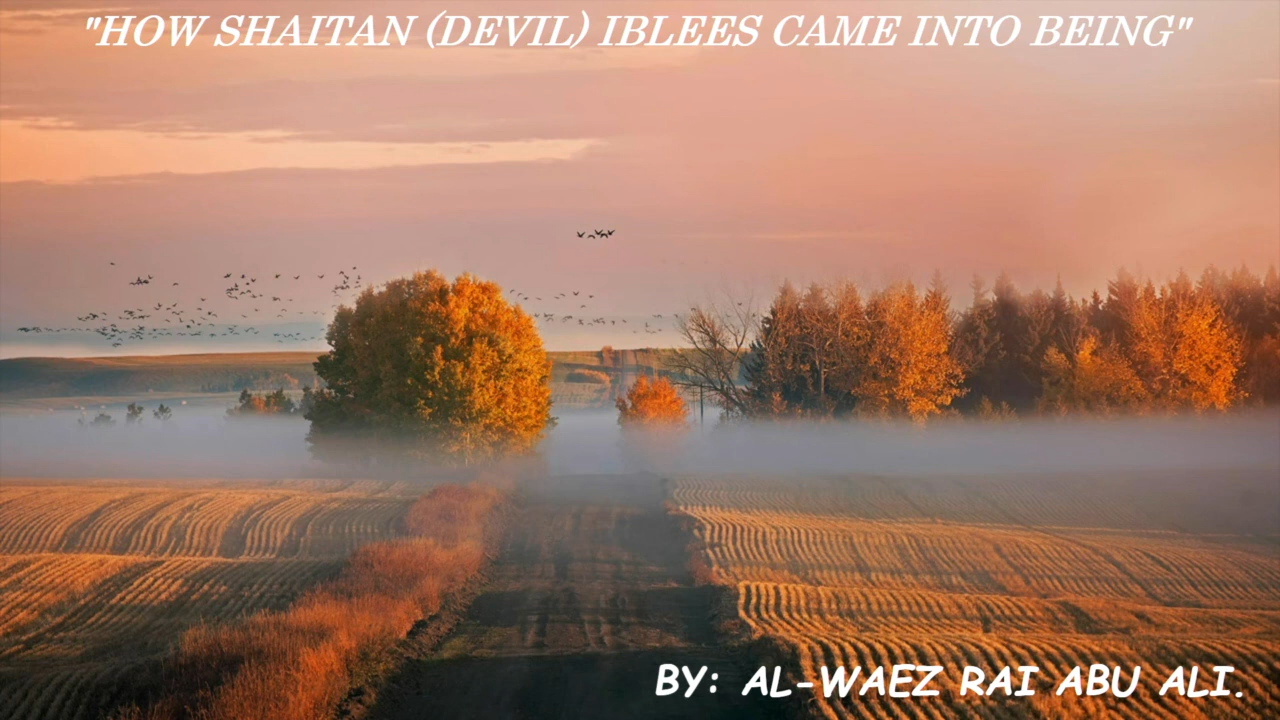 "HOW SHAITAN (DEVIL) IBLEES CAME INTO BEING"
BY: AL-WAEZ RAI ABU ALI.